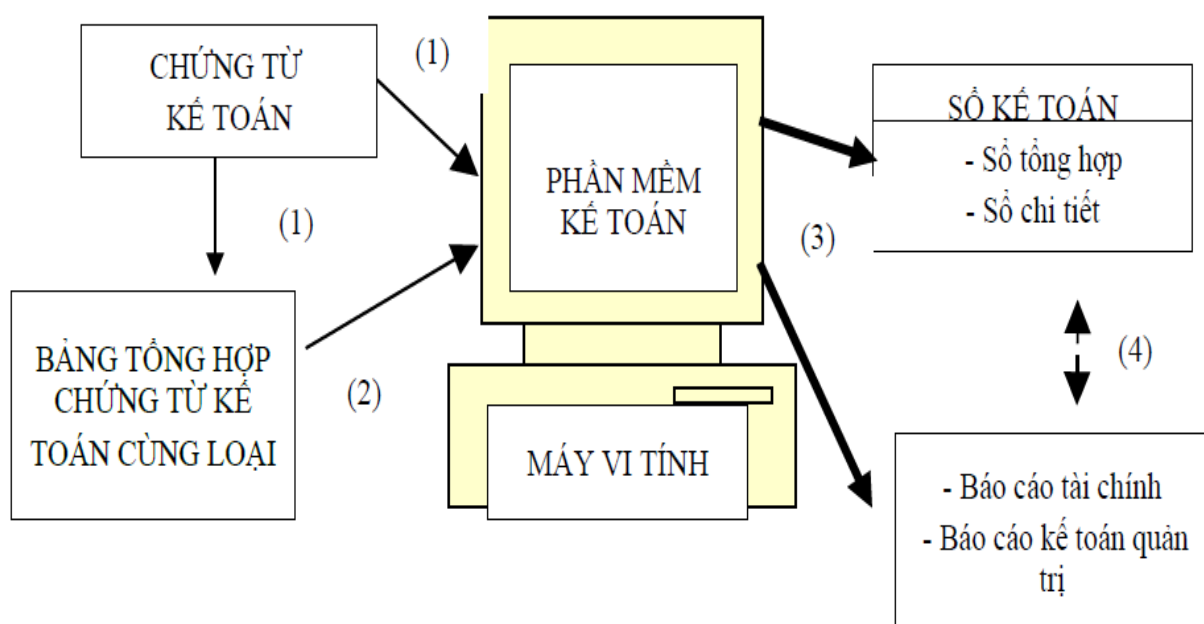 CHỨNG TỪ
KẾ TOÁN
(1)
(1)
BẢNG TỔNG HỢP
CHỨNG TỪ KẾ
TOÁN CÙNG LOẠI
(2)
PHẦN MỀM
KẾ TOÁN
MÁY VI TÍNH
(3)
SỔ KẾ TOÁN
- Sổ tổng hợp
- Sổ chi tiết
(4)
- Báo cáo tài chính
- Báo cáo kế toán quản
trị